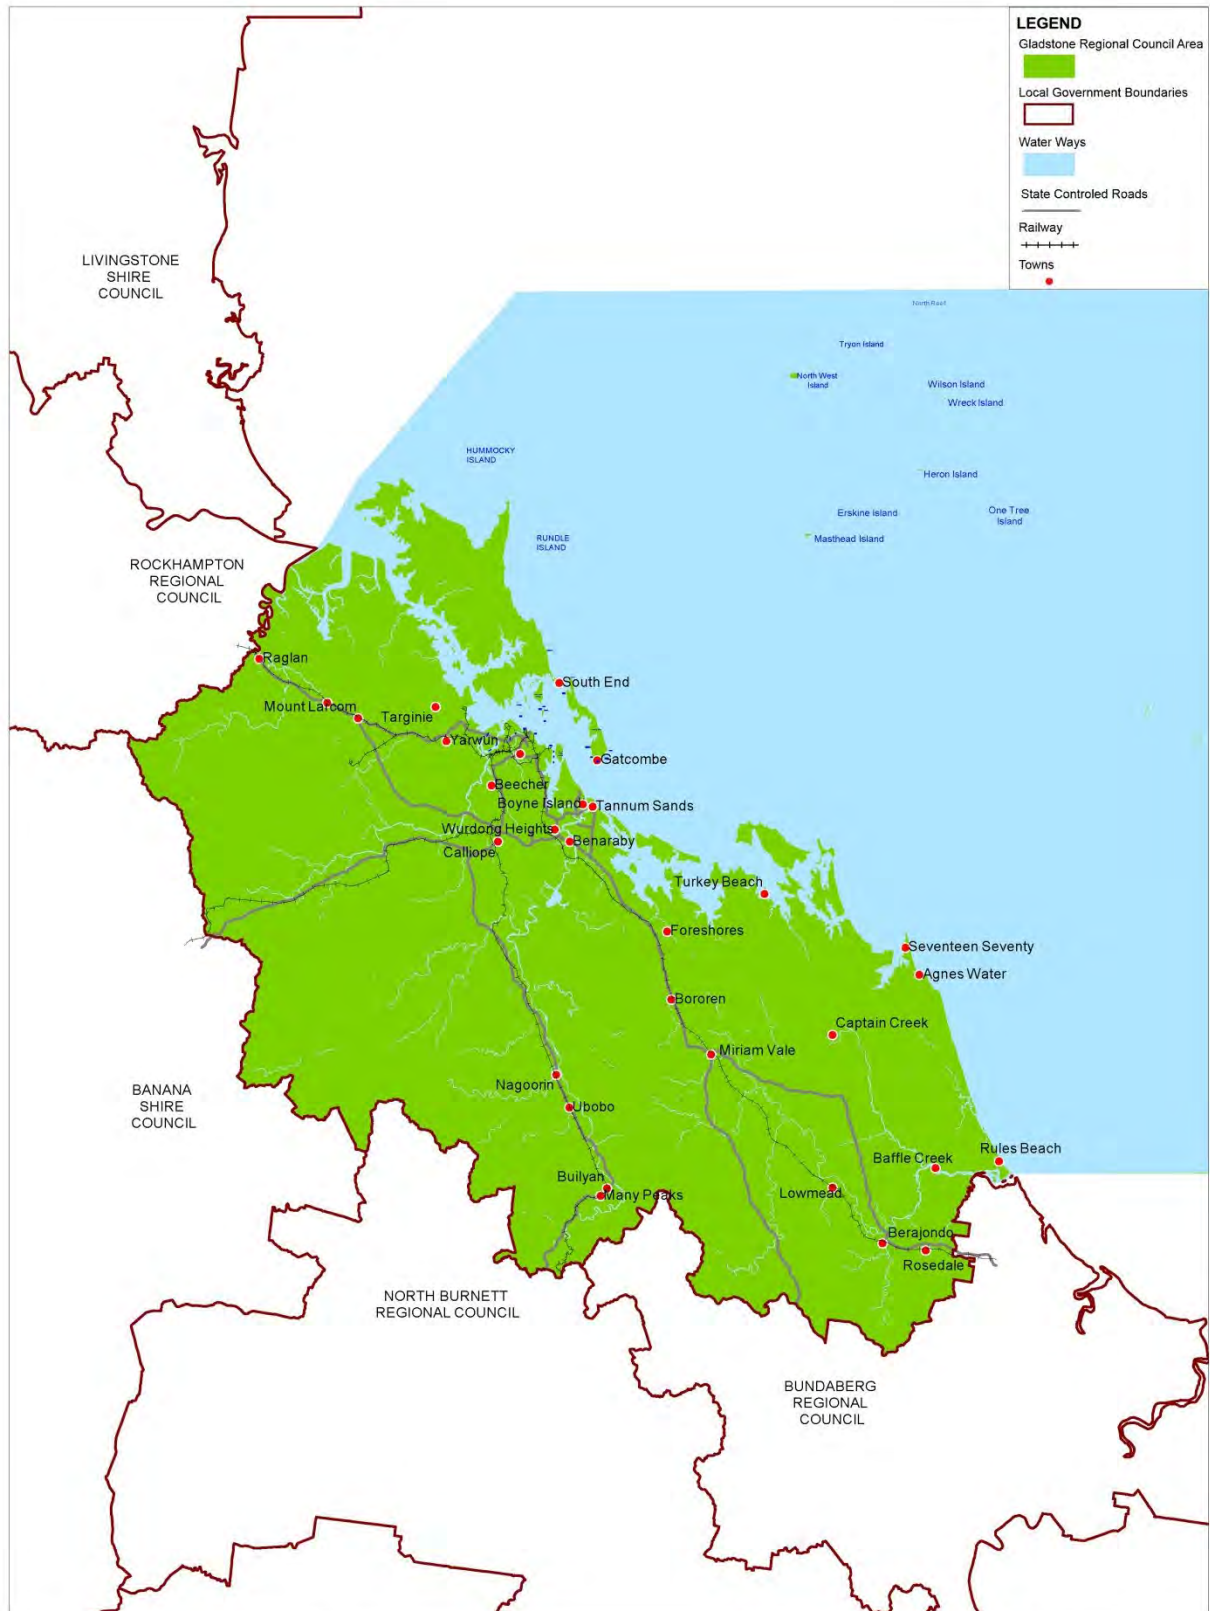 LEGEND
Gladstone Regional Council Area
Local Government Boundaries
Water Ways
State Controled Roads
Railway
Towns
LIVINGSTONE
SHIRE
COUNCIL
North Reef
Tryon Island
North West
Island
Wilson Island
Wreck Island
HUMMOCKY
ISLAND
Heron Island
Erskine Island
One Tree
Island
RUNDLE
ISLAND
Masthead Island
ROCKHAMPTON
REGIONAL
COUNCIL
Raglan
South End
Mount Larcom
Targinie
Yarwun
Gatcombe
Beecher
Boyne Island
Tannum Sands
Wurdong Heights
Benaraby
Calliope
Turkey Beach
Foreshores
Seventeen Seventy
Agnes Water
Bororen
Captain Creek
Miriam Vale
Nagoorin
BANANA
SHIRE
COUNCIL
Ubobo
Rules Beach
Baffle Creek
Builyan
Many Peaks
Lowmead
Berajondo
Rosedale
NORTH BURNETT
REGIONAL COUNCIL
BUNDABERG
REGIONAL
COUNCIL